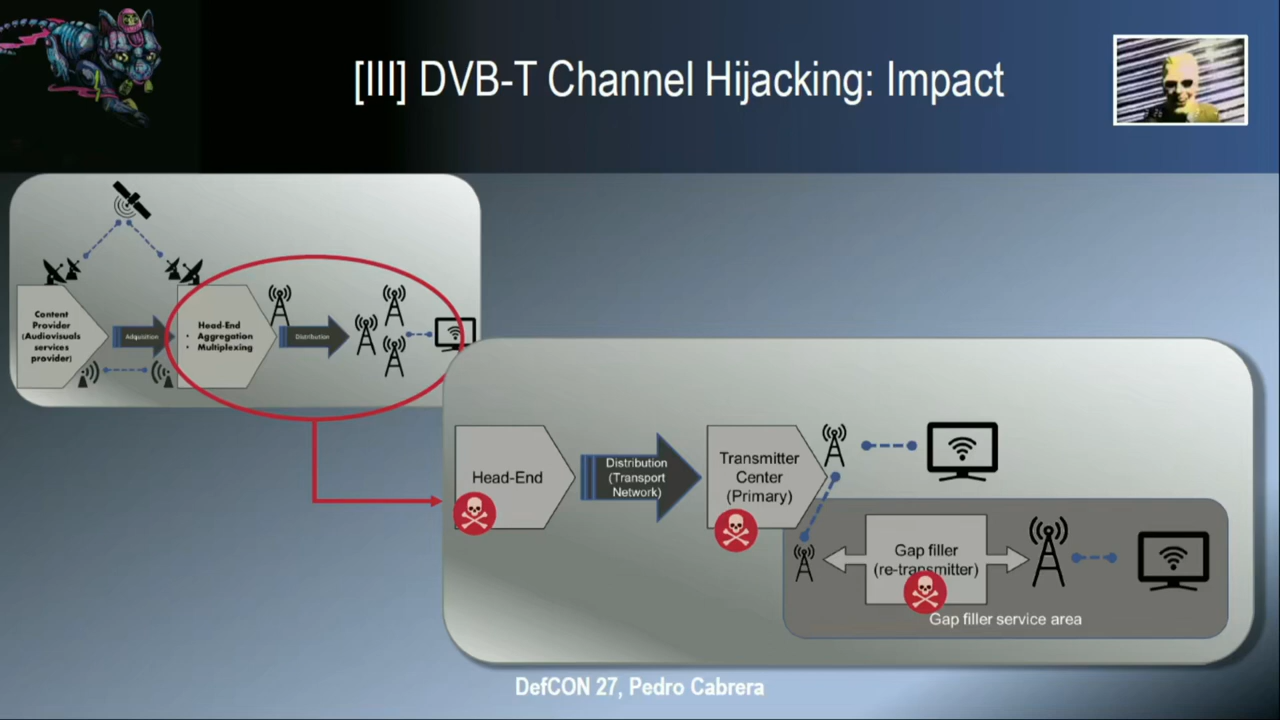 [III] DVB-T Channel Hijacking: Impact
Content
Provider
(Audiovisuals
services
provider)
Adquisition
Head-End
• Aggregation
• Multiplexing
Distribution
Head-End
Distribution
(Transport
Network)
Transmitter
Center
(Primary)
Gap filler
(re-transmitter)
Gap filler service area
DefCON 27, Pedro Cabrera